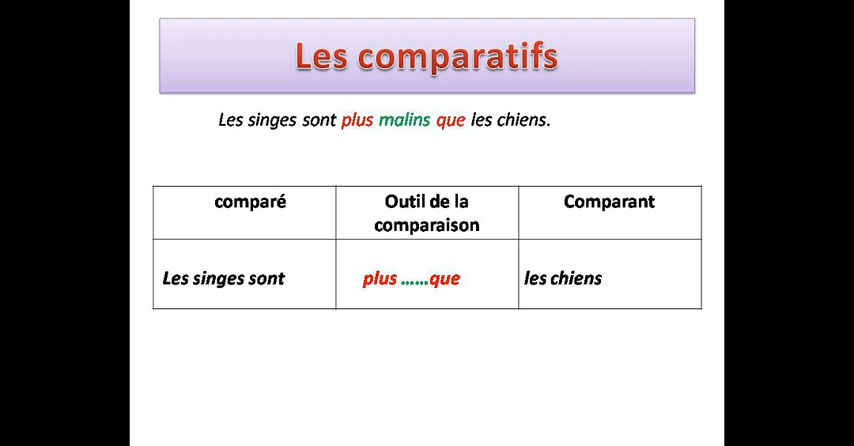 Les comparatifs
Les singes sont plus malins que les chiens.
comparé
Outil de la
comparaison
Comparant
Les singes sont
plus ......que
les chiens